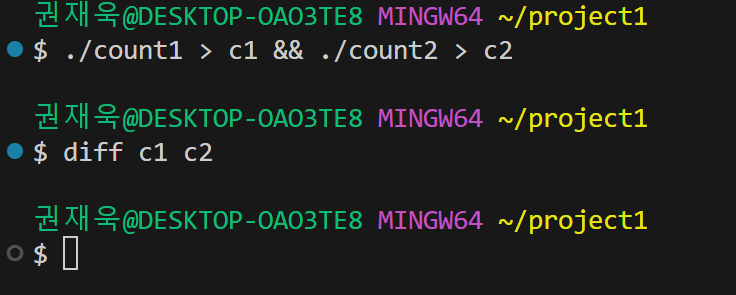 권재욱@DESKTOP-OAO3TE8 MINGW64 ~/project1
$ ./count1 > c1 && ./count2 > c2
권재욱@DESKTOP-OAO3TE8 MINGW64 ~/project1
$ diff c1 c2
권재욱@DESKTOP-OAO3TE8 MINGW64 ~/project1
$